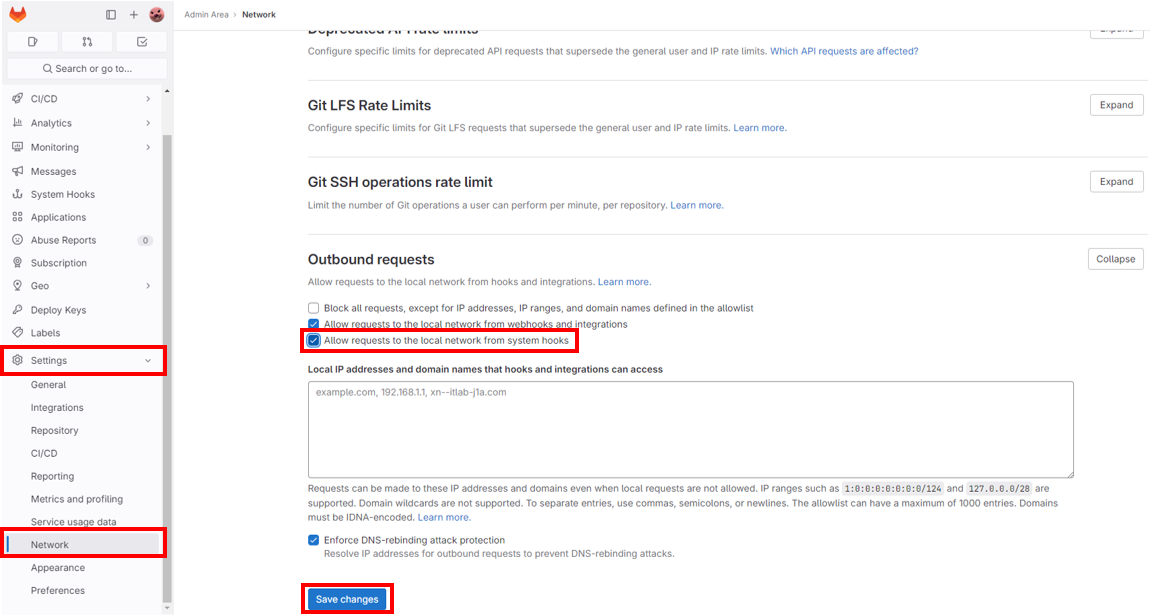 Admin Area › Network
Search or go to...
CI/CD
Analytics
Monitoring
Messages
System Hooks
Applications
Abuse Reports 0
Subscription
Geo
Deploy Keys
Labels
Settings
General
Integrations
Repository
CI/CD
Reporting
Metrics and profiling
Service usage data
Network
Appearance
Preferences
Deprecated API rate limits
Expand
Configure specific limits for deprecated API requests that supersede the general user and IP rate limits. Which API requests are affected?
Git LFS Rate Limits
Expand
Configure specific limits for Git LFS requests that supersede the general user and IP rate limits. Learn more.
Git SSH operations rate limit
Expand
Limit the number of Git operations a user can perform per minute, per repository. Learn more.
Outbound requests
Collapse
Allow requests to the local network from hooks and integrations. Learn more.
Block all requests, except for IP addresses, IP ranges, and domain names defined in the allowlist
Allow requests to the local network from webhooks and integrations
Allow requests to the local network from system hooks
Local IP addresses and domain names that hooks and integrations can access
example.com, 192.168.1.1, xn--itlab-j1a.com
Requests can be made to these IP addresses and domains even when local requests are not allowed. IP ranges such as 1:0:0:0:0:0:0:0/124 and 127.0.0.0/28 are
supported. Domain wildcards are not supported. To separate entries, use commas, semicolons, or newlines. The allowlist can have a maximum of 1000 entries. Domains
must be IDNA-encoded. Learn more.
Enforce DNS-rebinding attack protection
Resolve IP addresses for outbound requests to prevent DNS-rebinding attacks.
Save changes